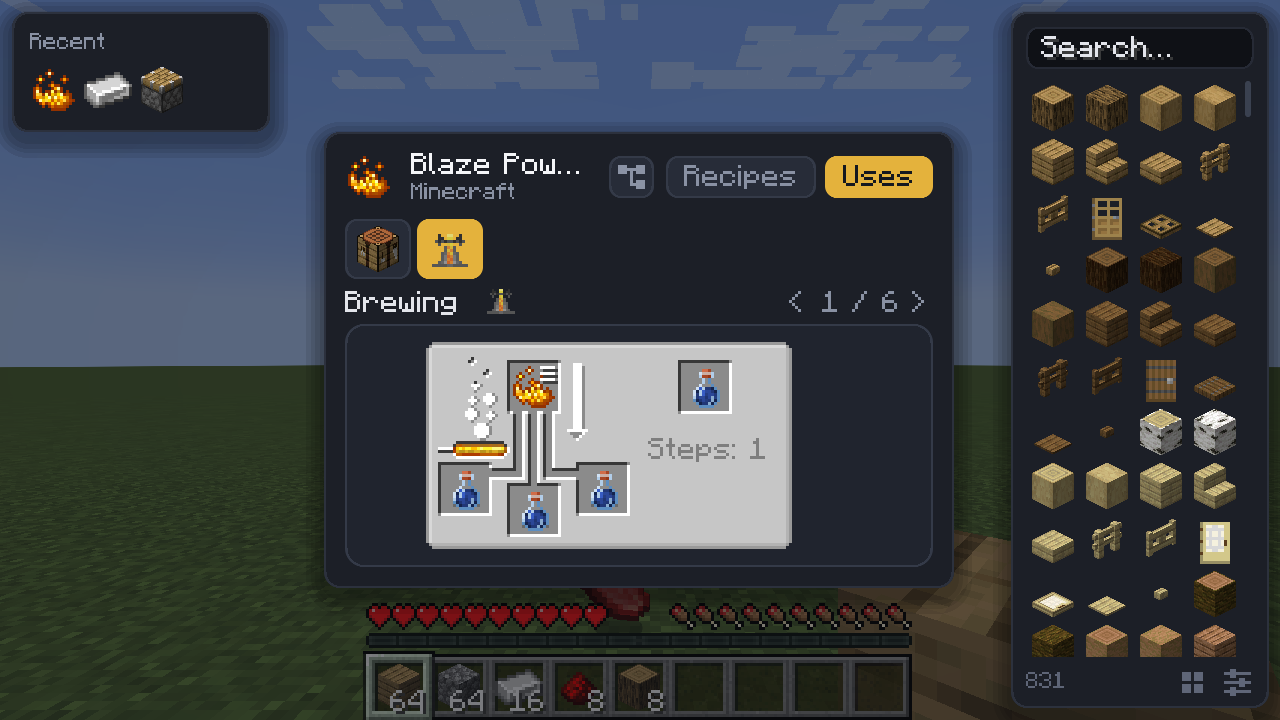 Recent
Search...
Blaze Pow...
Minecraft
Recipes
Uses
Brewing
< 1 / 6 >
Steps: 1
64
64
16
8
8
831